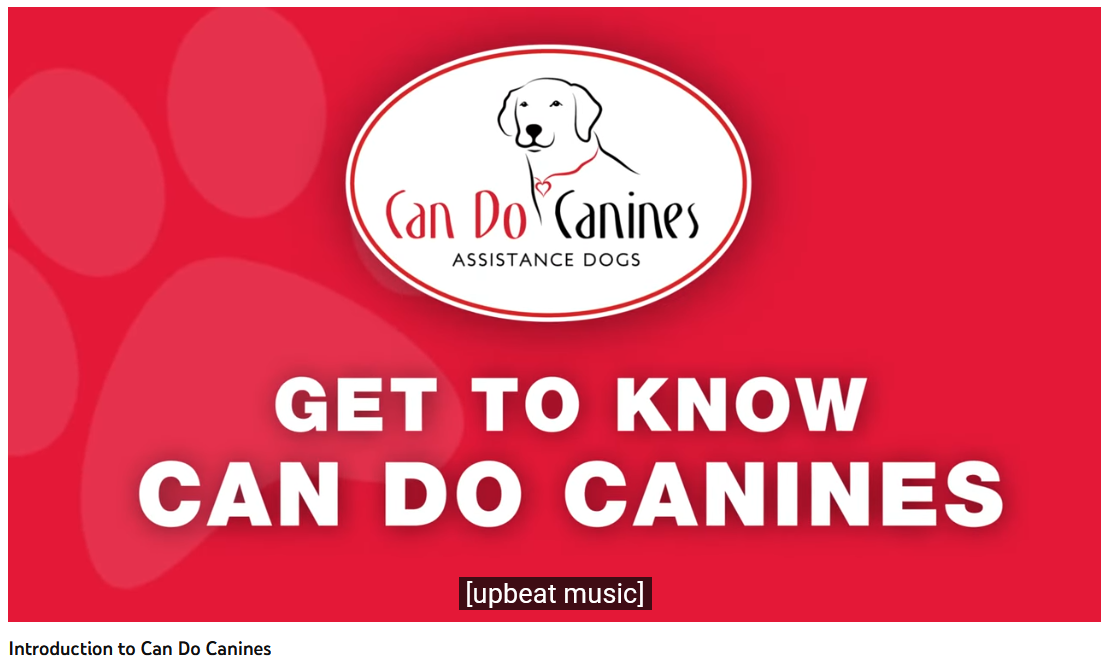 Can Do Canines
ASSISTANCE DOGS
GET TO KNOW
CAN DO CANINES
[upbeat music]
Introduction to Can Do Canines